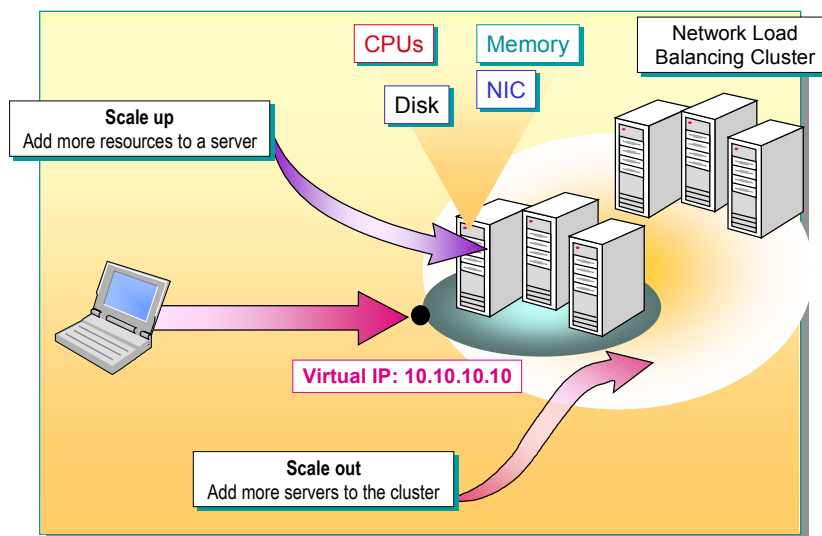 CPUs
Memory
Network Load
Balancing Cluster
Disk
NIC
Scale up
Add more resources to a server
Virtual IP: 10.10.10.10
Scale out
Add more servers to the cluster